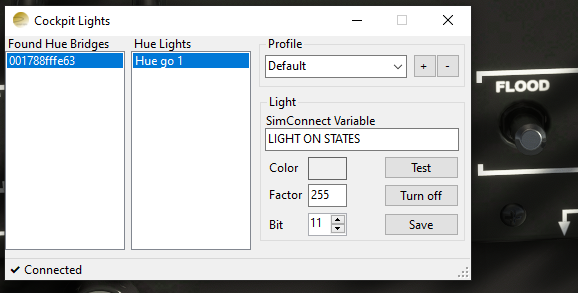 Cockpit Lights
Found Hue Bridges
001788fffe63
Hue Lights
Hue go 1
Profile
Default
+
-
Light
SimConnect Variable
LIGHT ON STATES
Color
Test
Factor
255
Turn off
Bit
11
Save
✓ Connected
FLOOD